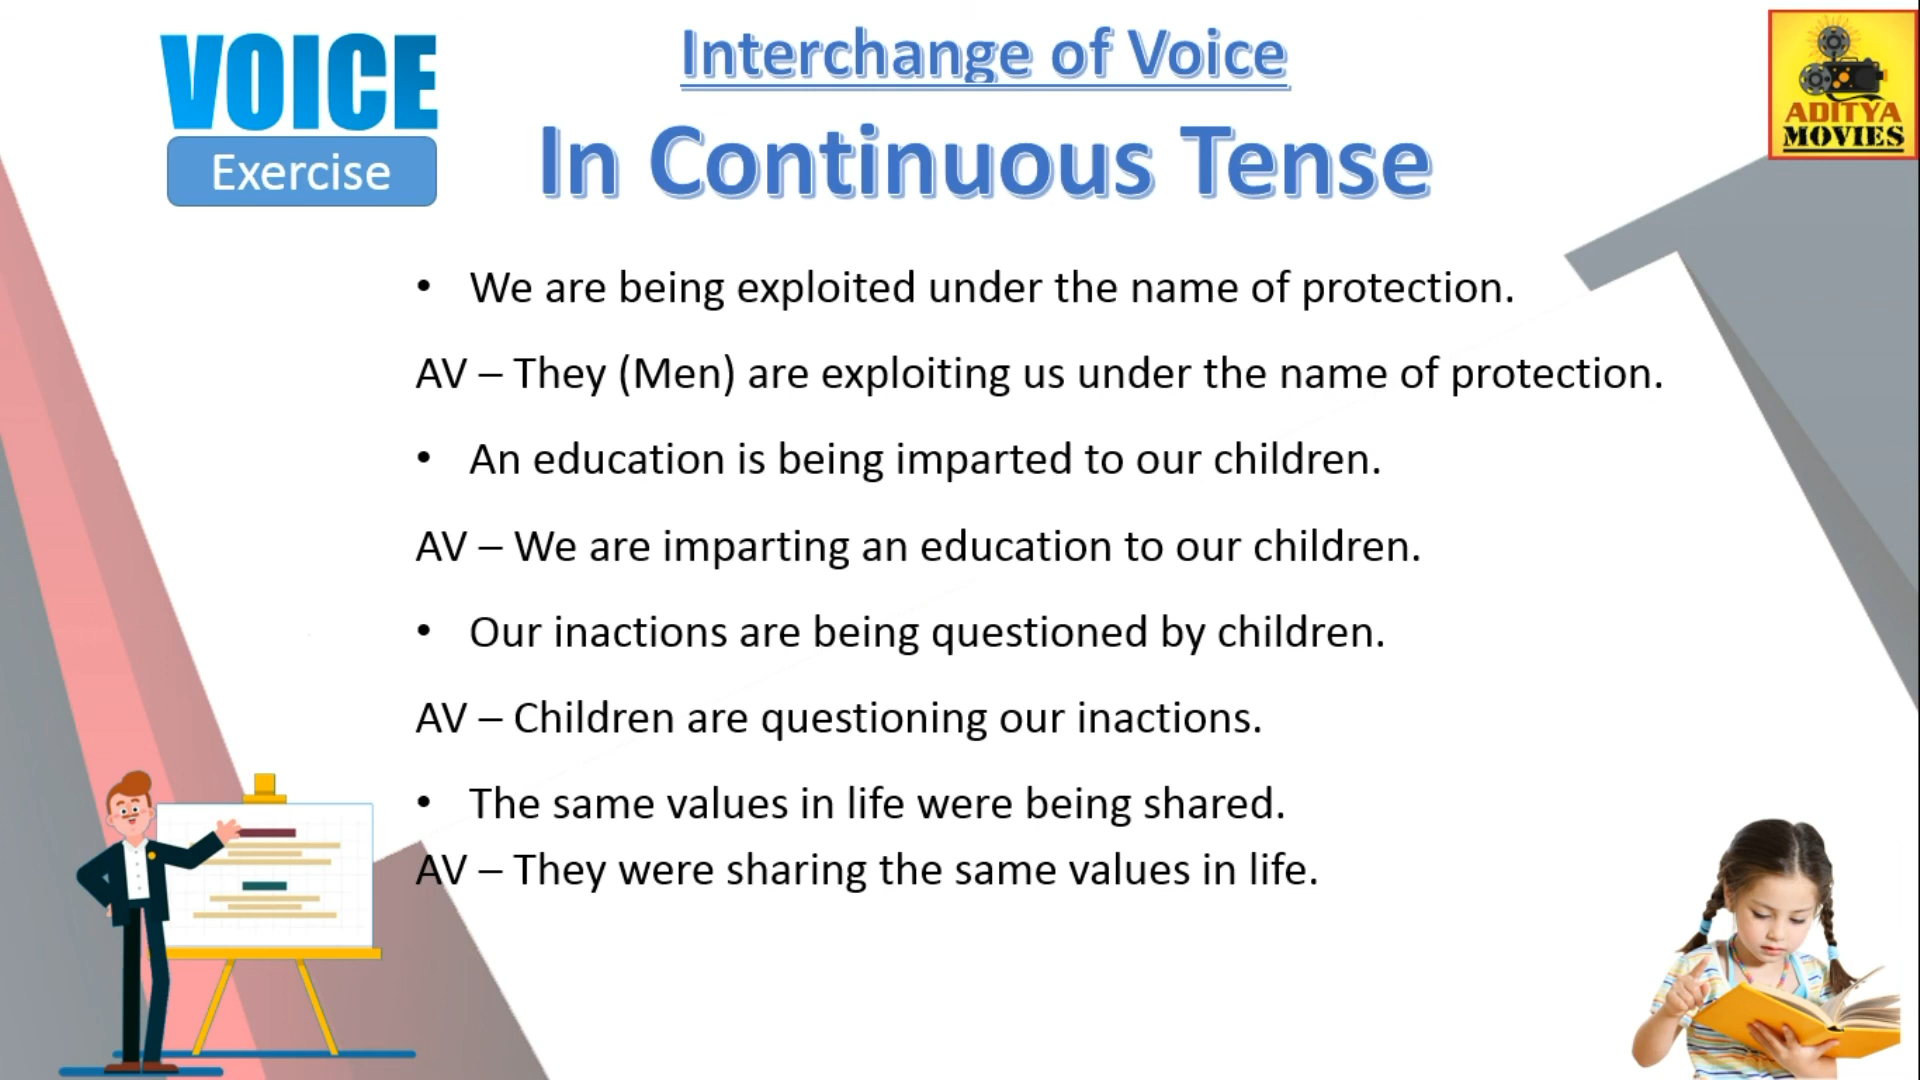 VOICE
Exercise
Interchange of Voice
In Continuous Tense
ADITYA
MOVIES
• We are being exploited under the name of protection.
AV – They (Men) are exploiting us under the name of protection.
• An education is being imparted to our children.
AV – We are imparting an education to our children.
• Our inactions are being questioned by children.
AV – Children are questioning our inactions.
• The same values in life were being shared.
AV – They were sharing the same values in life.